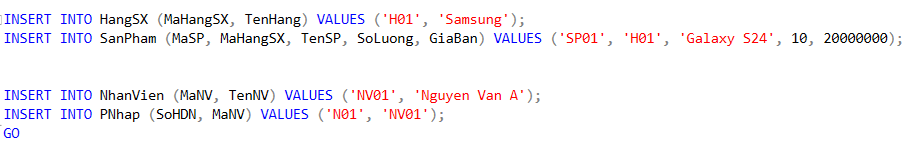 INSERT INTO HangSX (MaHangSX, TenHang) VALUES ('H01', 'Samsung');
INSERT INTO SanPham (MaSP, MaHangSX, TenSP, SoLuong, GiaBan) VALUES ('SP01', 'H01', 'Galaxy S24', 10, 20000000);
INSERT INTO NhanVien (MaNV, TenNV) VALUES ('NV01', 'Nguyen Van A');
INSERT INTO PNhap (SoHDN, MaNV) VALUES ('N01', 'NV01');
GO